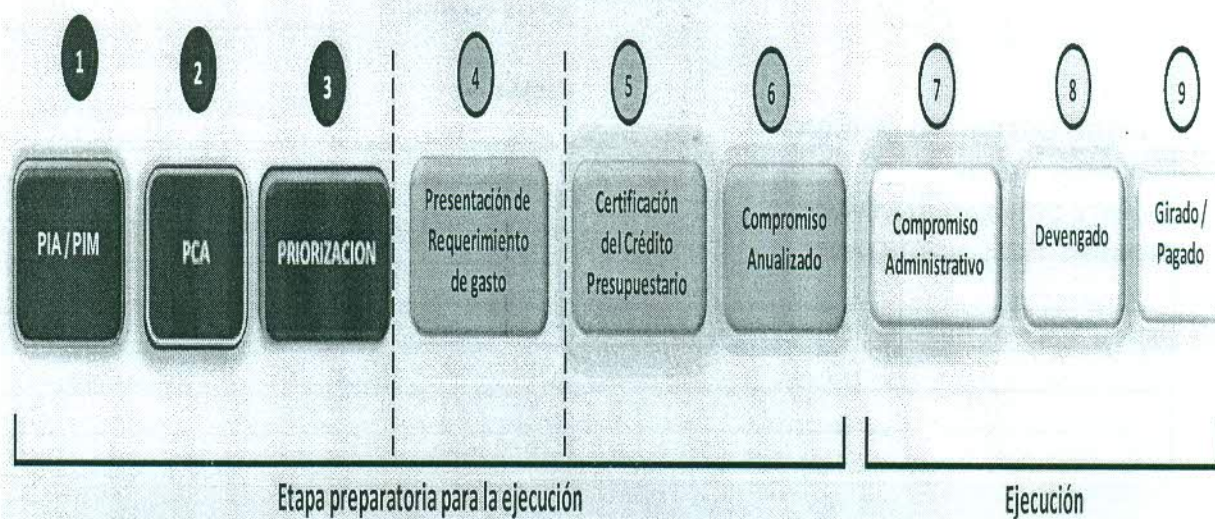 1
2
3
4
5
6
7
8
9
PIA / PIM
PCA
PRIORIZACION
Presentación de
Requerimiento
de gasto
Certificación
del Crédito
Presupuestario
Compromiso
Anualizado
Compromiso
Administrativo
Devengado
Girado /
Pagado
Etapa preparatoria para la ejecución
Ejecución